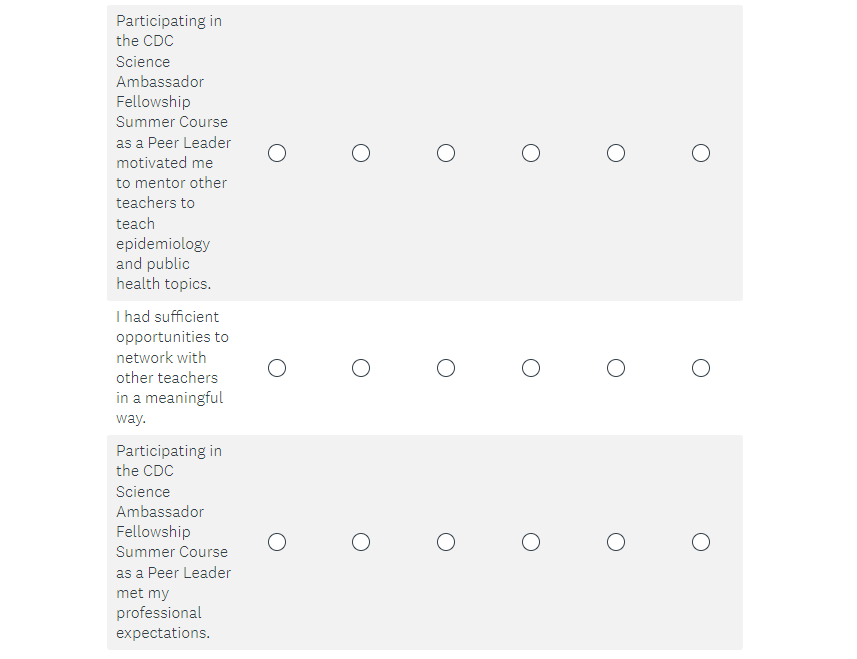 Participating in
the CDC
Science
Ambassador
Fellowship
Summer Course
as a Peer Leader
motivated me
to mentor other
teachers to
teach
epidemiology
and public
health topics.
I had sufficient
opportunities to
network with
other teachers
in a meaningful
way.
Participating in
the CDC
Science
Ambassador
Fellowship
Summer Course
as a Peer Leader
met my
professional
expectations.